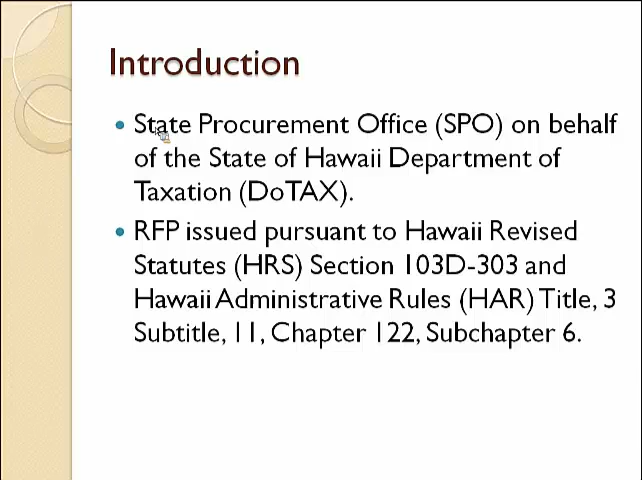 Introduction
State Procurement Office (SPO) on behalf
of the State of Hawaii Department of
Taxation (DoTAX).
RFP issued pursuant to Hawaii Revised
Statutes (HRS) Section 103D-303 and
Hawaii Administrative Rules (HAR) Title, 3
Subtitle, 11, Chapter 122, Subchapter 6.